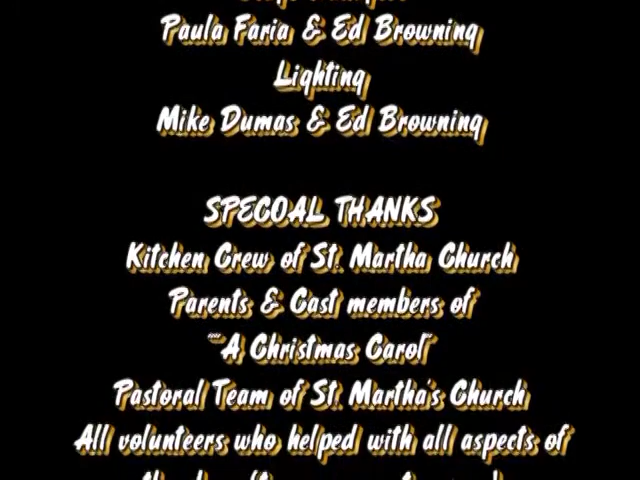 Paula Faria & Ed Browning
Lighting
Mike Dumas & Ed Browning
SPECOAL THANKS
Kitchen Crew of St. Martha Church
Parents & Cast members of
""A Christmas Carol"
Pastoral Team of St. Martha's Church
All volunteers who helped with all aspects of